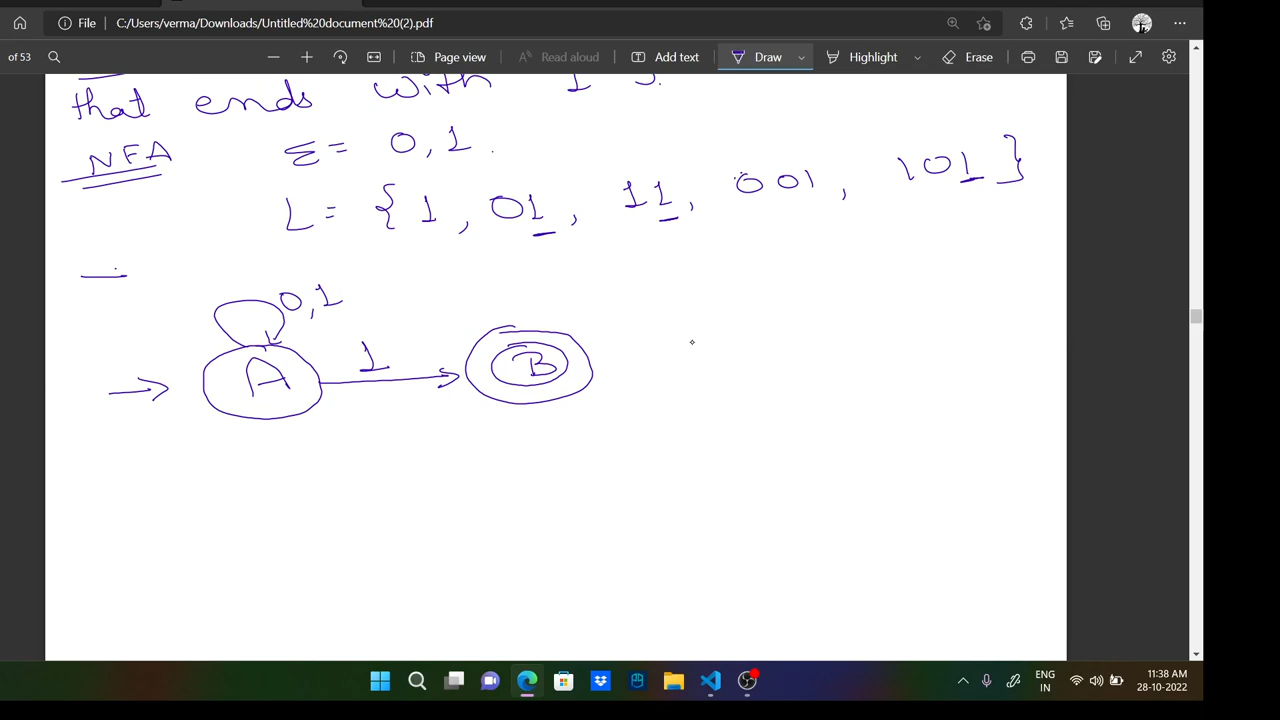 File C:/Users/verma/Downloads/Untitled%20document%20(2).pdf
of 53 Page view Read aloud Add text Draw Highlight Erase
that ends with 1 }.
NFA Σ = 0, 1 .
L = { 1 , 01 , 11 , 001 , 101 }
0,1
A 1 B
ENG 11:38 AM
IN 28-10-2022